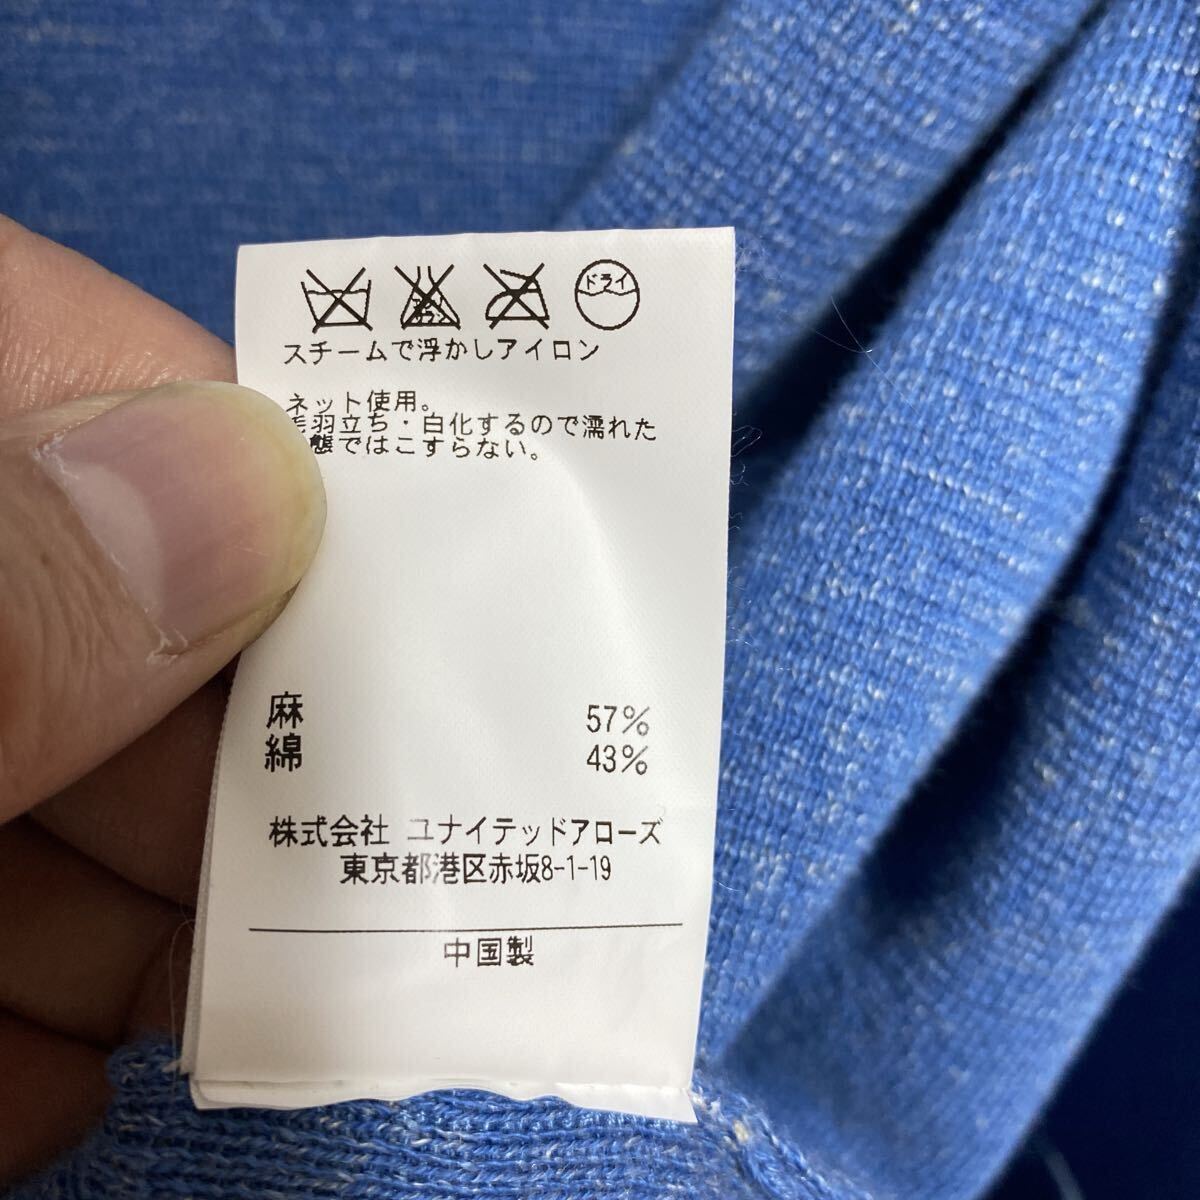 ドライ
スチームで浮かしアイロン
ネット使用。
羽立ち・白化するので濡れた
態ではこすらない。
麻 57%
綿 43%
株式会社 ユナイテッドアローズ
東京都港区赤坂8-1-19
中国製